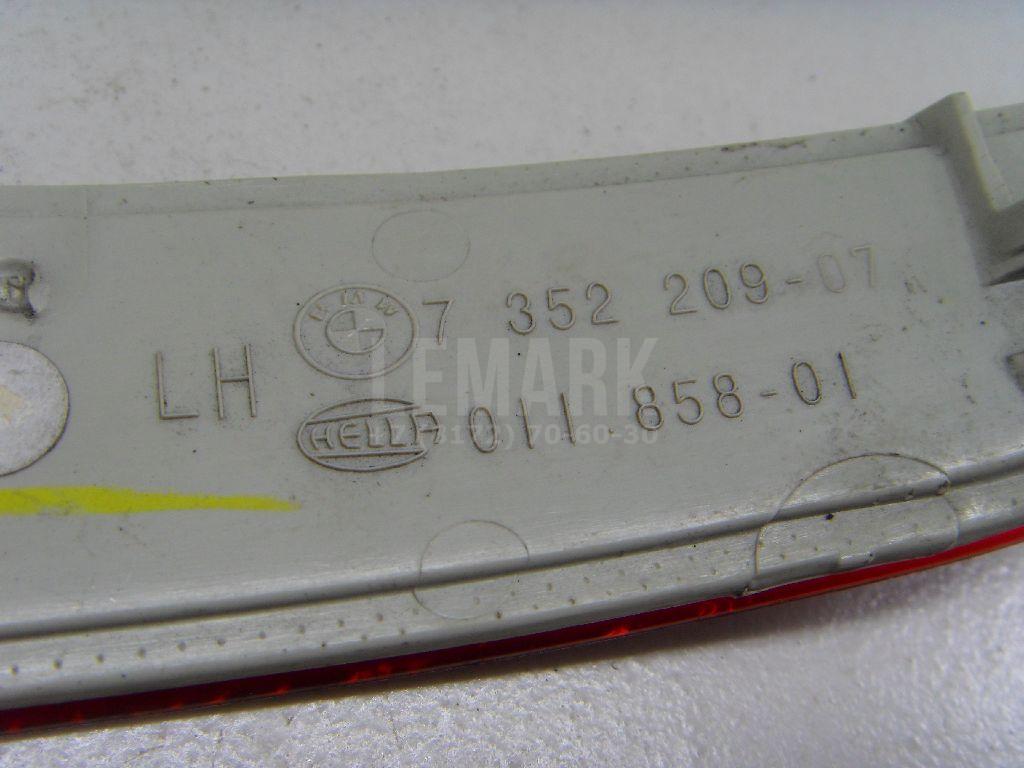 BMW 7 352 209-07
LH
HELLA 011 858-01
LEMARK
70-60-30